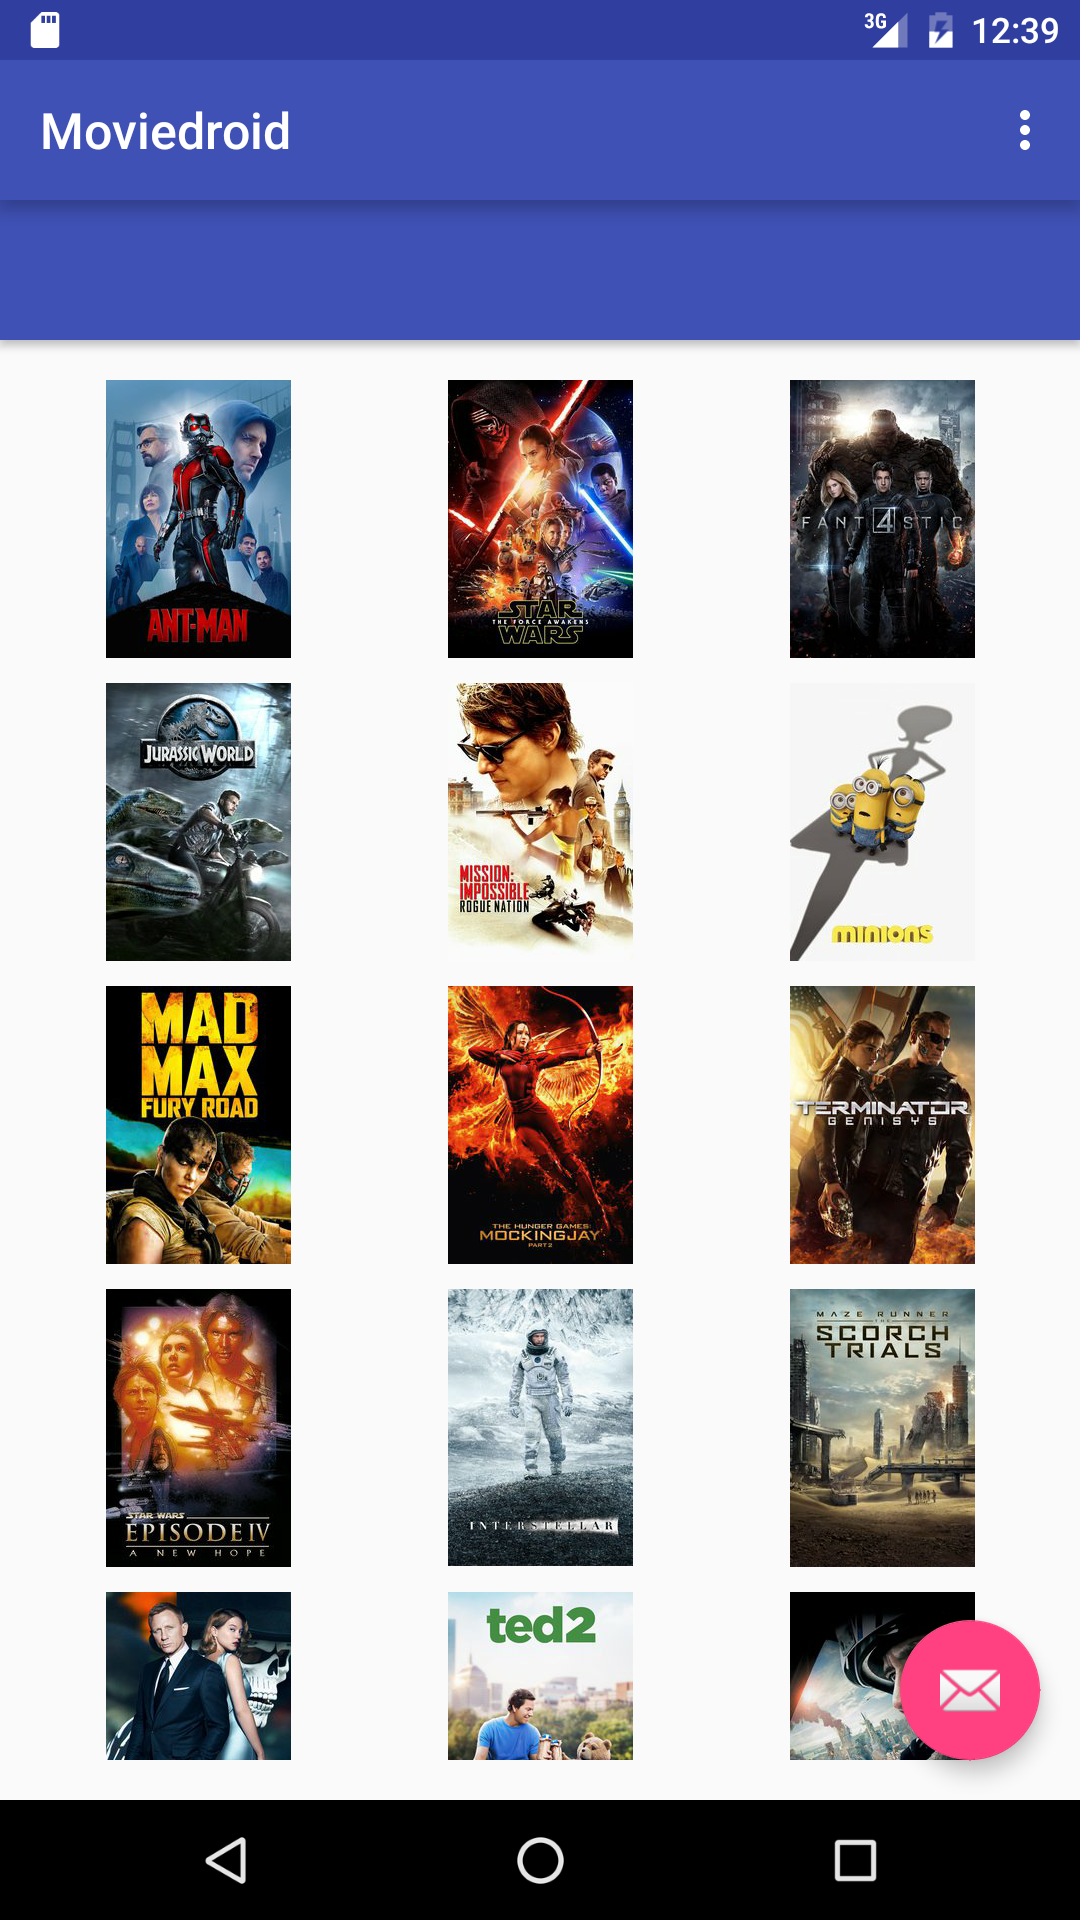 3G 12:39
Moviedroid
ANT-MAN
STAR
THE FORCE AWAKENS
WARS
FANT4STIC
JURASSIC WORLD
MISSION:
IMPOSSIBLE
ROGUE NATION
MINIONS
MAD
MAX
FURY ROAD
THE HUNGER GAMES
MOCKINGJAY
PART 2
TERMINATOR
GENISYS
STAR WARS
EPISODE IV
A NEW HOPE
INTERSTELLAR
MAZE RUNNER
THE
SCORCH
TRIALS
ted2